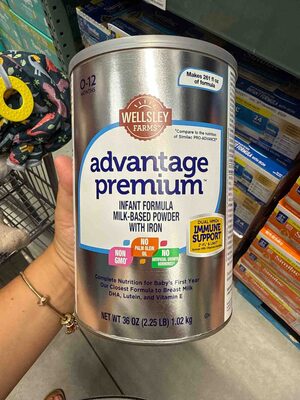 0-12
MONTHS
Makes 261 fl oz
of formula
WELLSLEY
FARMS
*Compare to the nutrition
of Similac PRO-ADVANCE®
advantage
premium™
INFANT FORMULA
MILK-BASED POWDER
WITH IRON
NON
GMO
NO
PALM OLEIN
OIL
NO
ARTIFICIAL GROWTH
HORMONES
DUAL
IMMUNE
SUPPORT
Complete Nutrition for Baby's First Year
Our Closest Formula to Breast Milk
DHA, Lutein, and Vitamin E
NET WT 36 OZ (2.25 LB) 1.02 kg